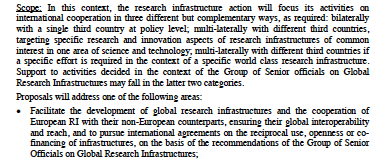 Scope: In this context, the research infrastructure action will focus its activities on
international cooperation in three different but complementary ways, as required: bilaterally
with a single third country at policy level; multi-laterally with different third countries,
targeting specific research and innovation aspects of research infrastructures of common
interest in one area of science and technology; multi-laterally with different third countries if
a specific effort is required in the context of a specific world class research infrastructure.
Support to activities decided in the context of the Group of Senior officials on Global
Research Infrastructures may fall in the latter two categories.
Proposals will address one of the following areas:
• Facilitate the development of global research infrastructures and the cooperation of
European RI with their non-European counterparts, ensuring their global interoperability
and reach, and to pursue international agreements on the reciprocal use, openness or co-
financing of infrastructures, on the basis of the recommendations of the Group of Senior
Officials on Global Research Infrastructures;